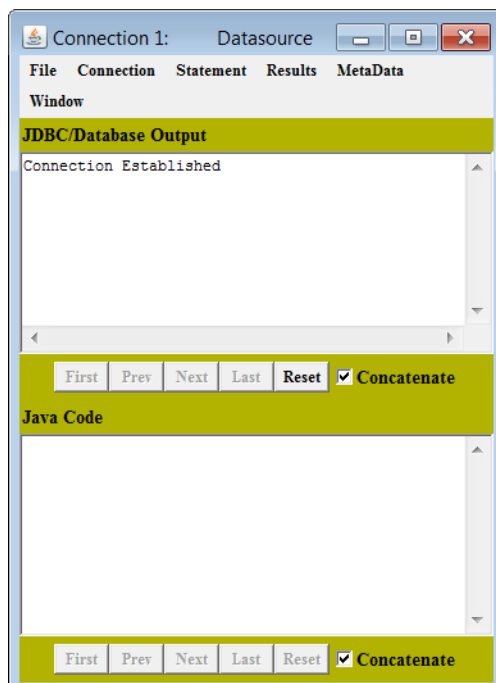 Connection 1: Datasource
File Connection Statement Results MetaData
Window
JDBC/Database Output
Connection Established
First Prev Next Last Reset Concatenate
Java Code
First Prev Next Last Reset Concatenate